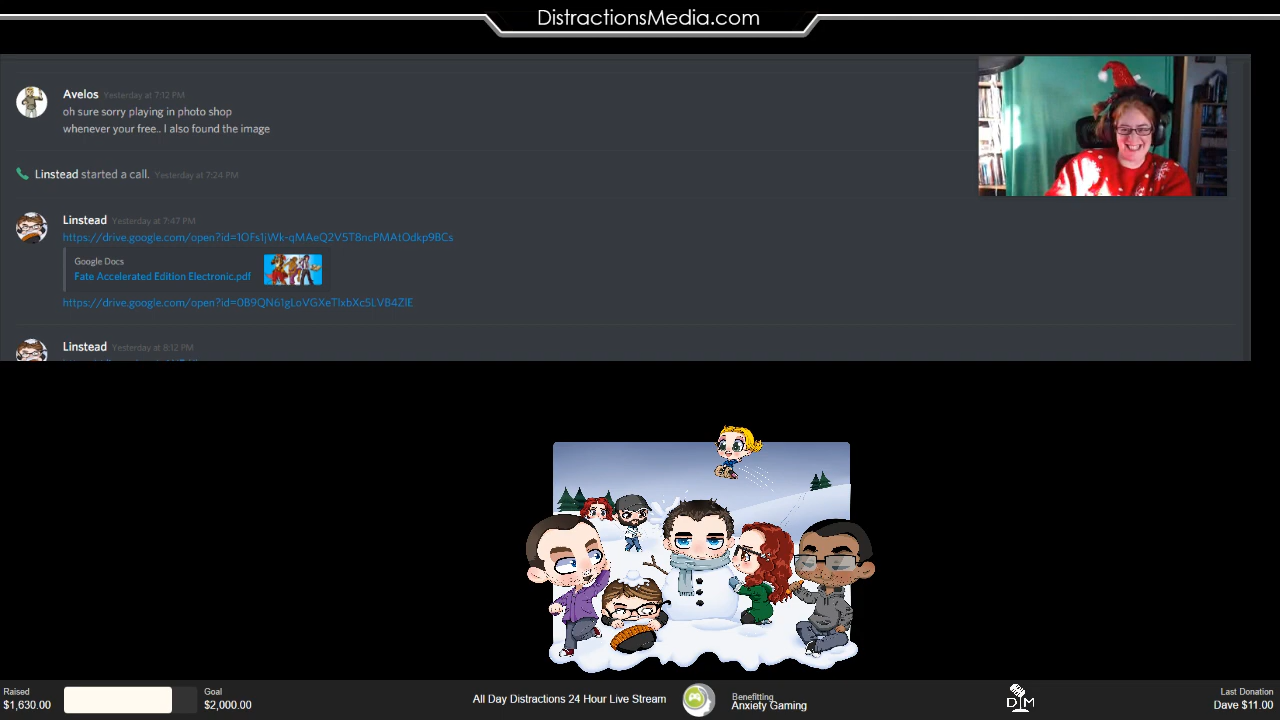 DistractionsMedia.com
Avelos Yesterday at 7:12 PM
oh sure sorry playing in photo shop
whenever your free.. I also found the image
Linstead started a call. Yesterday at 7:24 PM
Linstead Yesterday at 7:47 PM
https://drive.google.com/open?id=1OFs1jWk-qMAeQ2V5T8ncPMAtOdkp9BCs
Google Docs
Fate Accelerated Edition Electronic.pdf
https://drive.google.com/open?id=0B9QN61gLoVGXeTlxbXc5LVB4ZlE
Linstead Yesterday at 8:12 PM
Raised
$1,630.00
Goal
$2,000.00
All Day Distractions 24 Hour Live Stream
Benefitting
Anxiety Gaming
DM
Last Donation
Dave $11.00